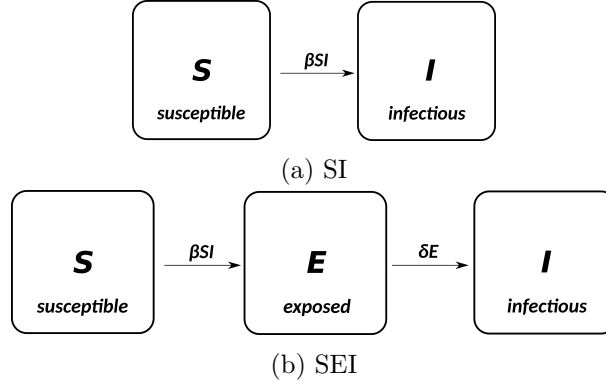 S βSI I
susceptible infectious
(a) SI
S βSI E δE I
susceptible exposed infectious
(b) SEI